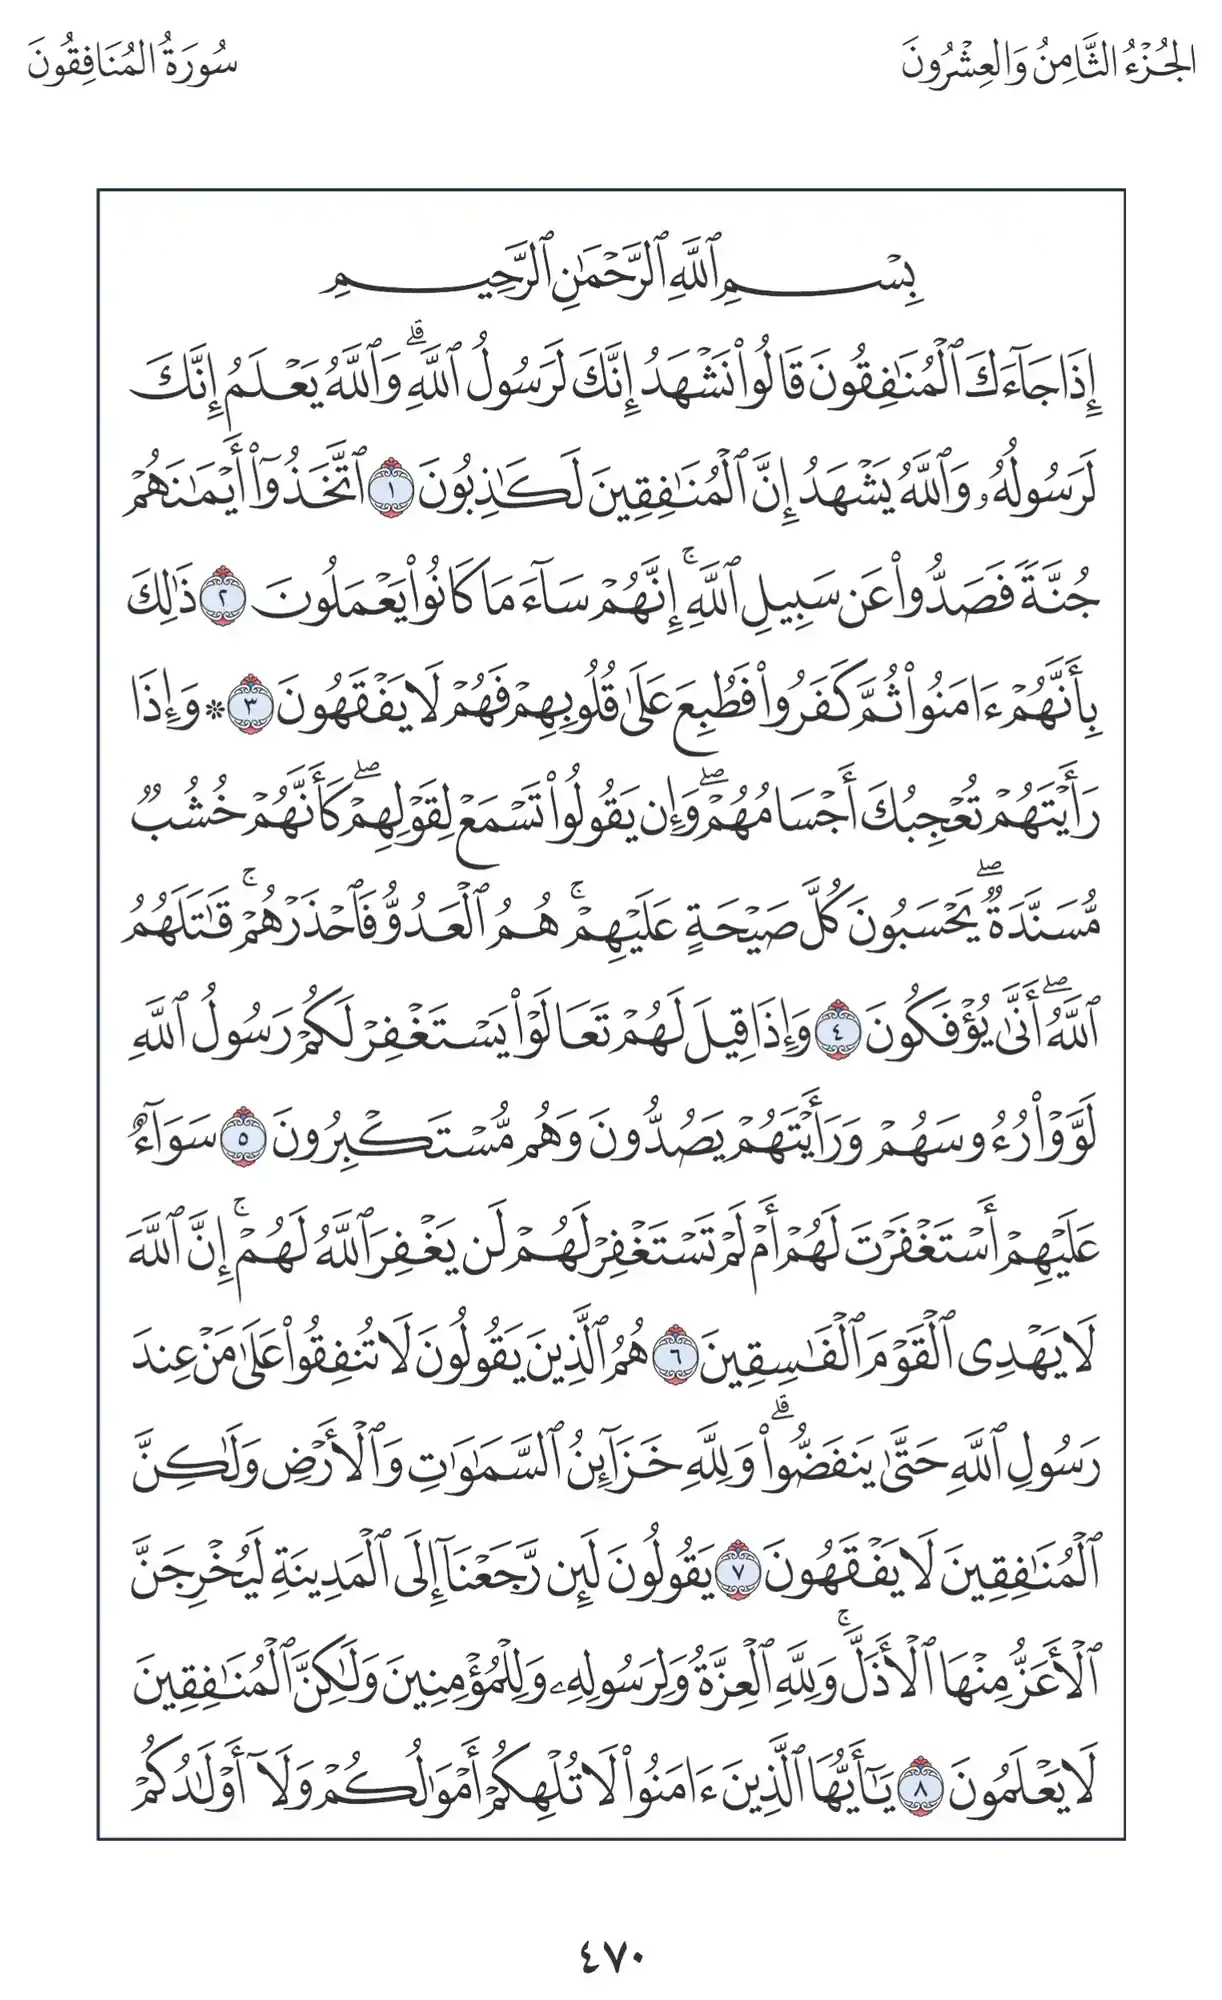 الجُزْءُ الثَّامِنُ وَالعِشْرُونَ
سُورَةُ المُنَافِقُونَ
بِسْمِ ٱللَّهِ ٱلرَّحْمَٰنِ ٱلرَّحِيمِ
إِذَا جَآءَكَ ٱلْمُنَٰفِقُونَ قَالُوا۟ نَشْهَدُ إِنَّكَ لَرَسُولُ ٱللَّهِ ۗ وَٱللَّهُ يَعْلَمُ إِنَّكَ
لَرَسُولُهُۥ وَٱللَّهُ يَشْهَدُ إِنَّ ٱلْمُنَٰفِقِينَ لَكَٰذِبُونَ ١ ٱتَّخَذُوٓا۟ أَيْمَٰنَهُمْ
جُنَّةً فَصَدُّوا۟ عَن سَبِيلِ ٱللَّهِ ۚ إِنَّهُمْ سَآءَ مَا كَانُوا۟ يَعْمَلُونَ ٢ ذَٰلِكَ
بِأَنَّهُمْ ءَامَنُوا۟ ثُمَّ كَفَرُوا۟ فَطُبِعَ عَلَىٰ قُلُوبِهِمْ فَهُمْ لَا يَفْقَهُونَ ٣ * وَإِذَا
رَأَيْتَهُمْ تُعْجِبُكَ أَجْسَامُهُمْ ۖ وَإِن يَقُولُوا۟ تَسْمَعْ لِقَوْلِهِمْ ۖ كَأَنَّهُمْ خُشُبٌ
مُّسَنَّدَةٌ ۖ يَحْسَبُونَ كُلَّ صَيْحَةٍ عَلَيْهِمْ ۚ هُمُ ٱلْعَدُوُّ فَٱحْذَرْهُمْ ۚ قَٰتَلَهُمُ
ٱللَّهُ ۖ أَنَّىٰ يُؤْفَكُونَ ٤ وَإِذَا قِيلَ لَهُمْ تَعَالَوْا۟ يَسْتَغْفِرْ لَكُمْ رَسُولُ ٱللَّهِ
لَوَّوْا۟ رُءُوسَهُمْ وَرَأَيْتَهُمْ يَصُدُّونَ وَهُم مُّسْتَكْبِرُونَ ٥ سَوَآءٌ
عَلَيْهِمْ أَسْتَغْفَرْتَ لَهُمْ أَمْ لَمْ تَسْتَغْفِرْ لَهُمْ لَن يَغْفِرَ ٱللَّهُ لَهُمْ ۚ إِنَّ ٱللَّهَ
لَا يَهْدِى ٱلْقَوْمَ ٱلْفَٰسِقِينَ ٦ هُمُ ٱلَّذِينَ يَقُولُونَ لَا تُنفِقُوا۟ عَلَىٰ مَنْ عِندَ
رَسُولِ ٱللَّهِ حَتَّىٰ يَنفَضُّوا۟ ۗ وَلِلَّهِ خَزَآئِنُ ٱلسَّمَٰوَٰتِ وَٱلْأَرْضِ وَلَٰكِنَّ
ٱلْمُنَٰفِقِينَ لَا يَفْقَهُونَ ٧ يَقُولُونَ لَئِن رَّجَعْنَآ إِلَى ٱلْمَدِينَةِ لَيُخْرِجَنَّ
ٱلْأَعَزُّ مِنْهَا ٱلْأَذَلَّ ۚ وَلِلَّهِ ٱلْعِزَّةُ وَلِرَسُولِهِۦ وَلِلْمُؤْمِنِينَ وَلَٰكِنَّ ٱلْمُنَٰفِقِينَ
لَا يَعْلَمُونَ ٨ يَٰٓأَيُّهَا ٱلَّذِينَ ءَامَنُوا۟ لَا تُلْهِكُمْ أَمْوَٰلُكُمْ وَلَآ أَوْلَٰدُكُمْ
٤٧٠